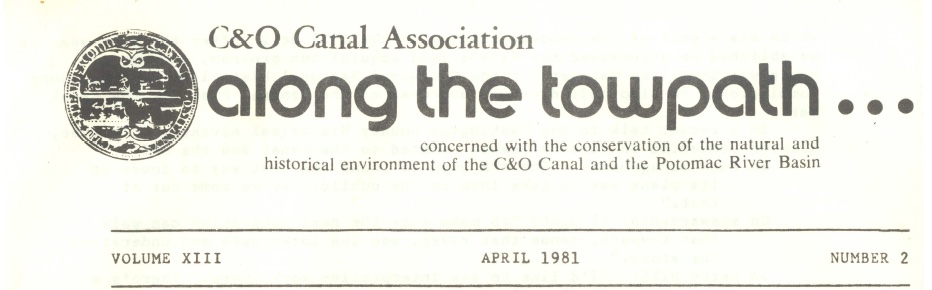 C&O Canal Association
along the towpath...
concerned with the conservation of the natural and
historical environment of the C&O Canal and the Potomac River Basin
VOLUME XIII APRIL 1981 NUMBER 2